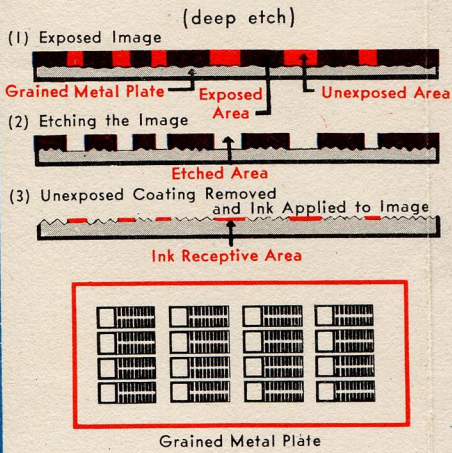 (deep etch)
(1) Exposed Image
Grained Metal Plate
Exposed Area
Unexposed Area
(2) Etching the Image
Etched Area
(3) Unexposed Coating Removed
and Ink Applied to Image
Ink Receptive Area
Grained Metal Plate